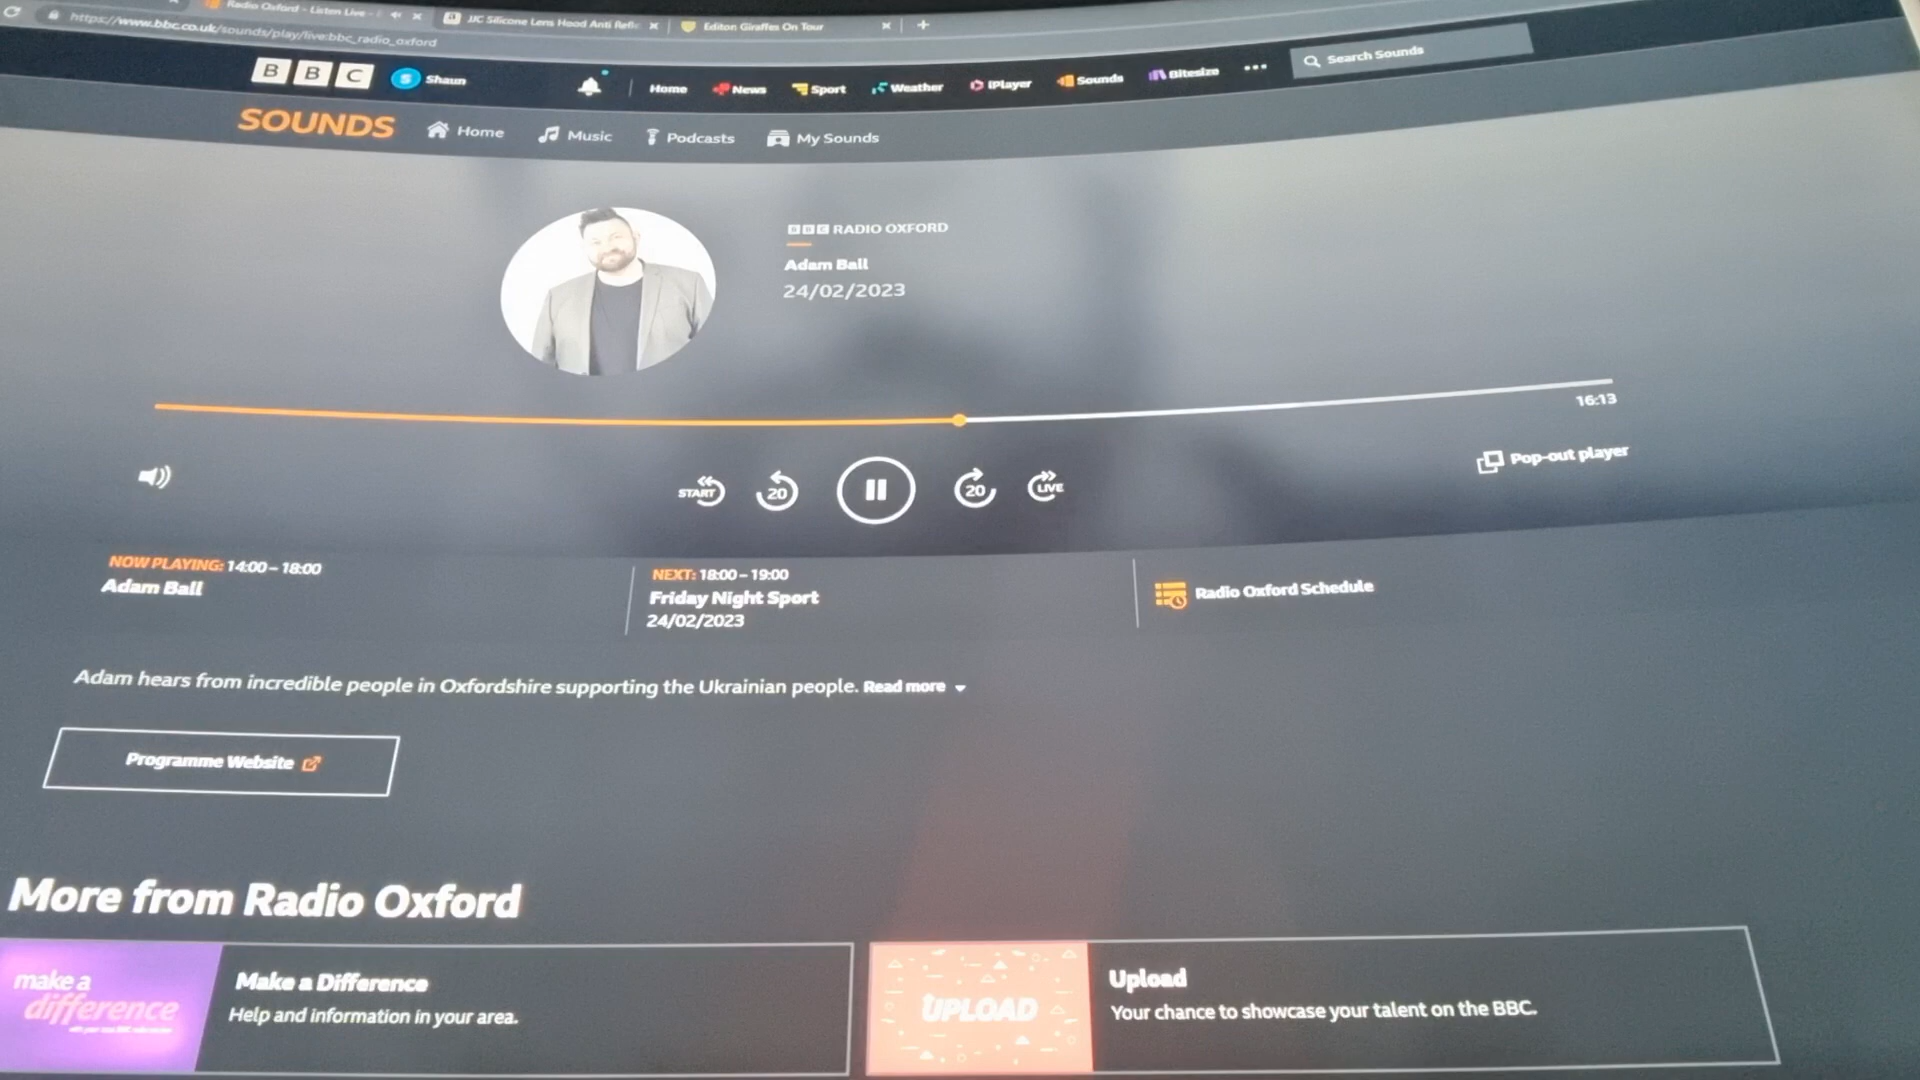 Radio Oxford - Listen Live -
JJC Silicone Lens Hood Anti Refle
Editon Giraffes On Tour
https://www.bbc.co.uk/sounds/play/live:bbc_radio_oxford
BBC
S Shaun
Home
News
Sport
Weather
iPlayer
Sounds
Bitesize
Search Sounds
SOUNDS
Home
Music
Podcasts
My Sounds
BBC RADIO OXFORD
Adam Ball
24/02/2023
16:13
START
20
20
LIVE
Pop-out player
NOW PLAYING: 14:00 – 18:00
Adam Ball
NEXT: 18:00 – 19:00
Friday Night Sport
24/02/2023
Radio Oxford Schedule
Adam hears from incredible people in Oxfordshire supporting the Ukrainian people. Read more
Programme Website
More from Radio Oxford
make a
difference
Make a Difference
Help and information in your area.
UPLOAD
Upload
Your chance to showcase your talent on the BBC.